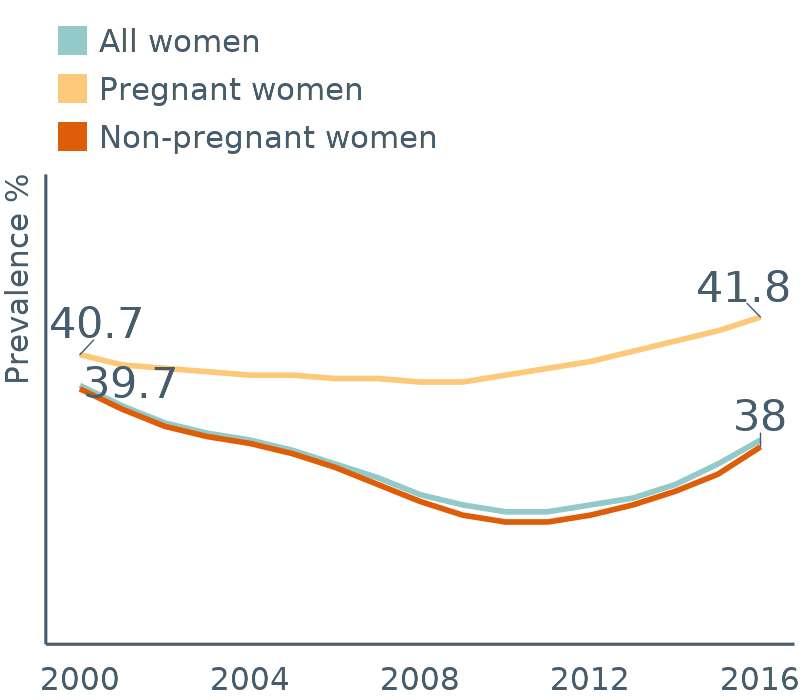 All women
Pregnant women
Non-pregnant women
Prevalence %
40.7
39.7
41.8
38
2000 2004 2008 2012 2016